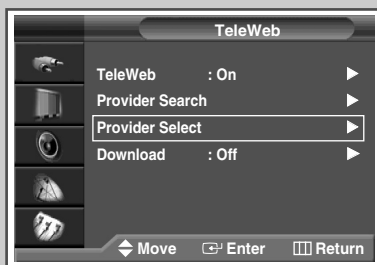 TeleWeb
TeleWeb : On
Provider Search
Provider Select
Download : Off
Move Enter Return